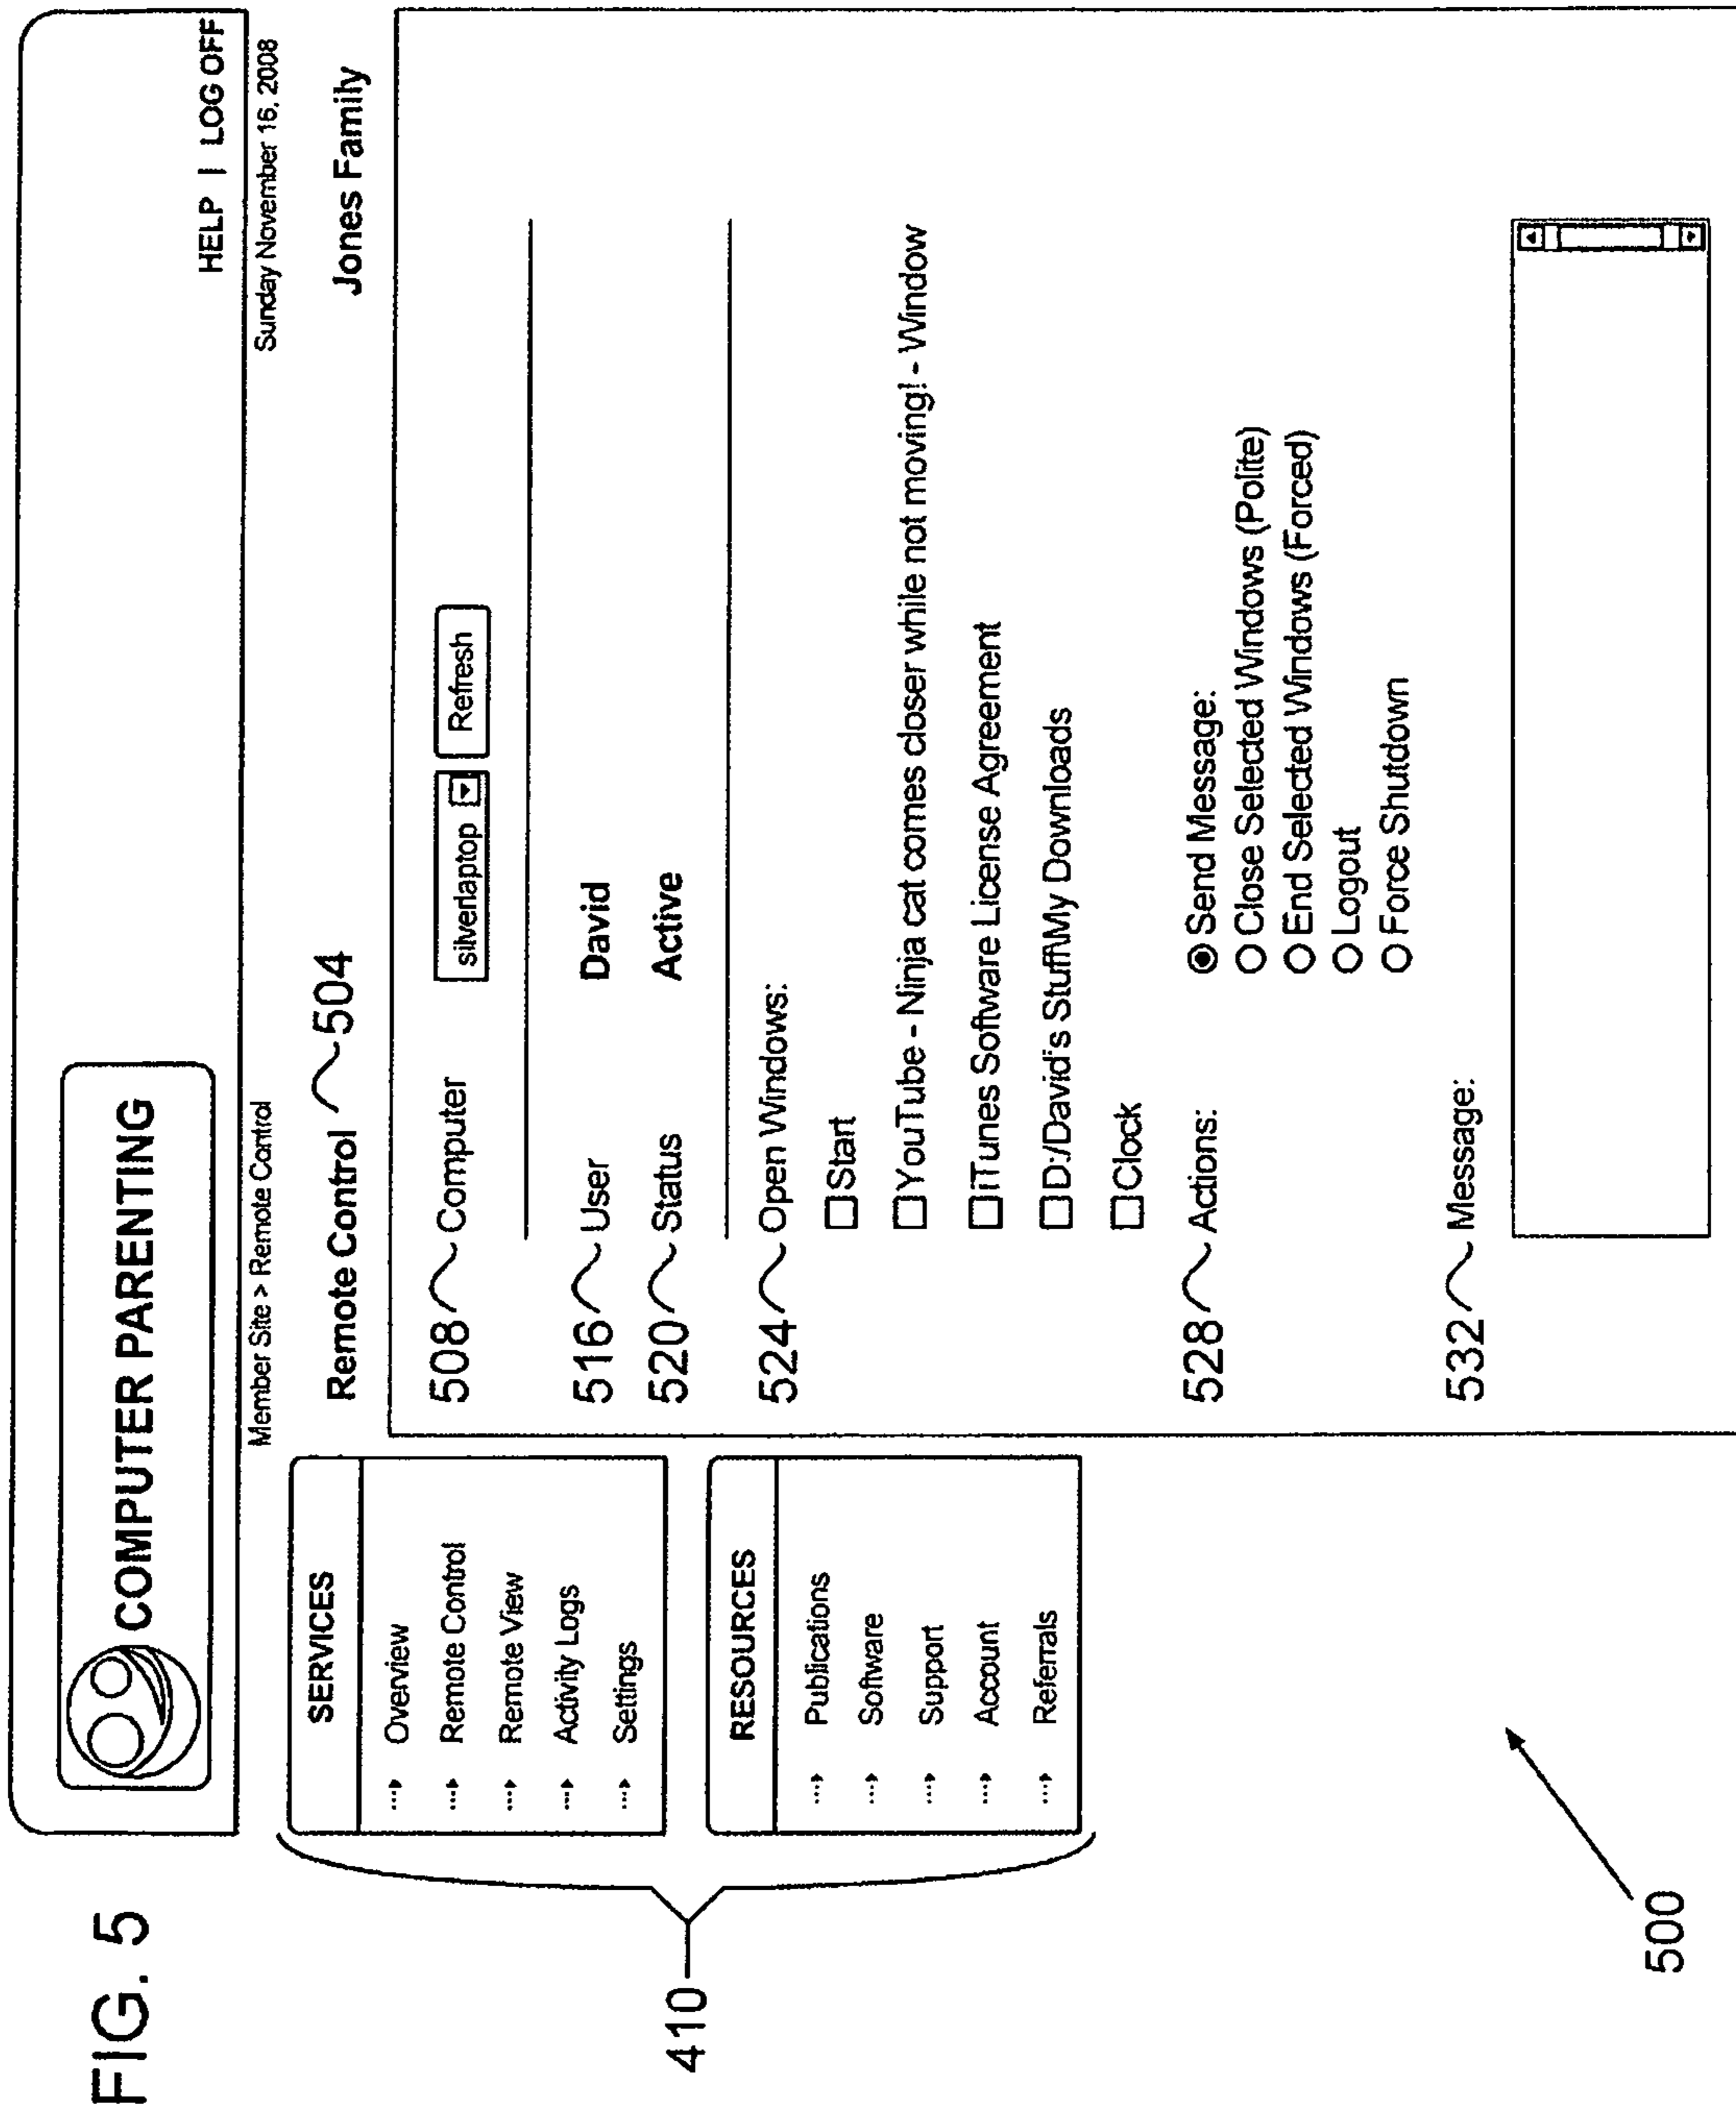 FIG. 5
COMPUTER PARENTING
HELP | LOG OFF
Member Site > Remote Control
Sunday November 16, 2008
SERVICES
Overview
Remote Control
Remote View
Activity Logs
Settings
RESOURCES
Publications
Software
Support
Account
Referrals
410
500
Remote Control 504
Jones Family
508 Computer silverlaptop Refresh
516 User David
520 Status Active
524 Open Windows:
Start
YouTube - Ninja cat comes closer while not moving! - Window
iTunes Software License Agreement
D:/David's Stuff\My Downloads
Clock
528 Actions: Send Message:
Close Selected Windows (Polite)
End Selected Windows (Forced)
Logout
Force Shutdown
532 Message: